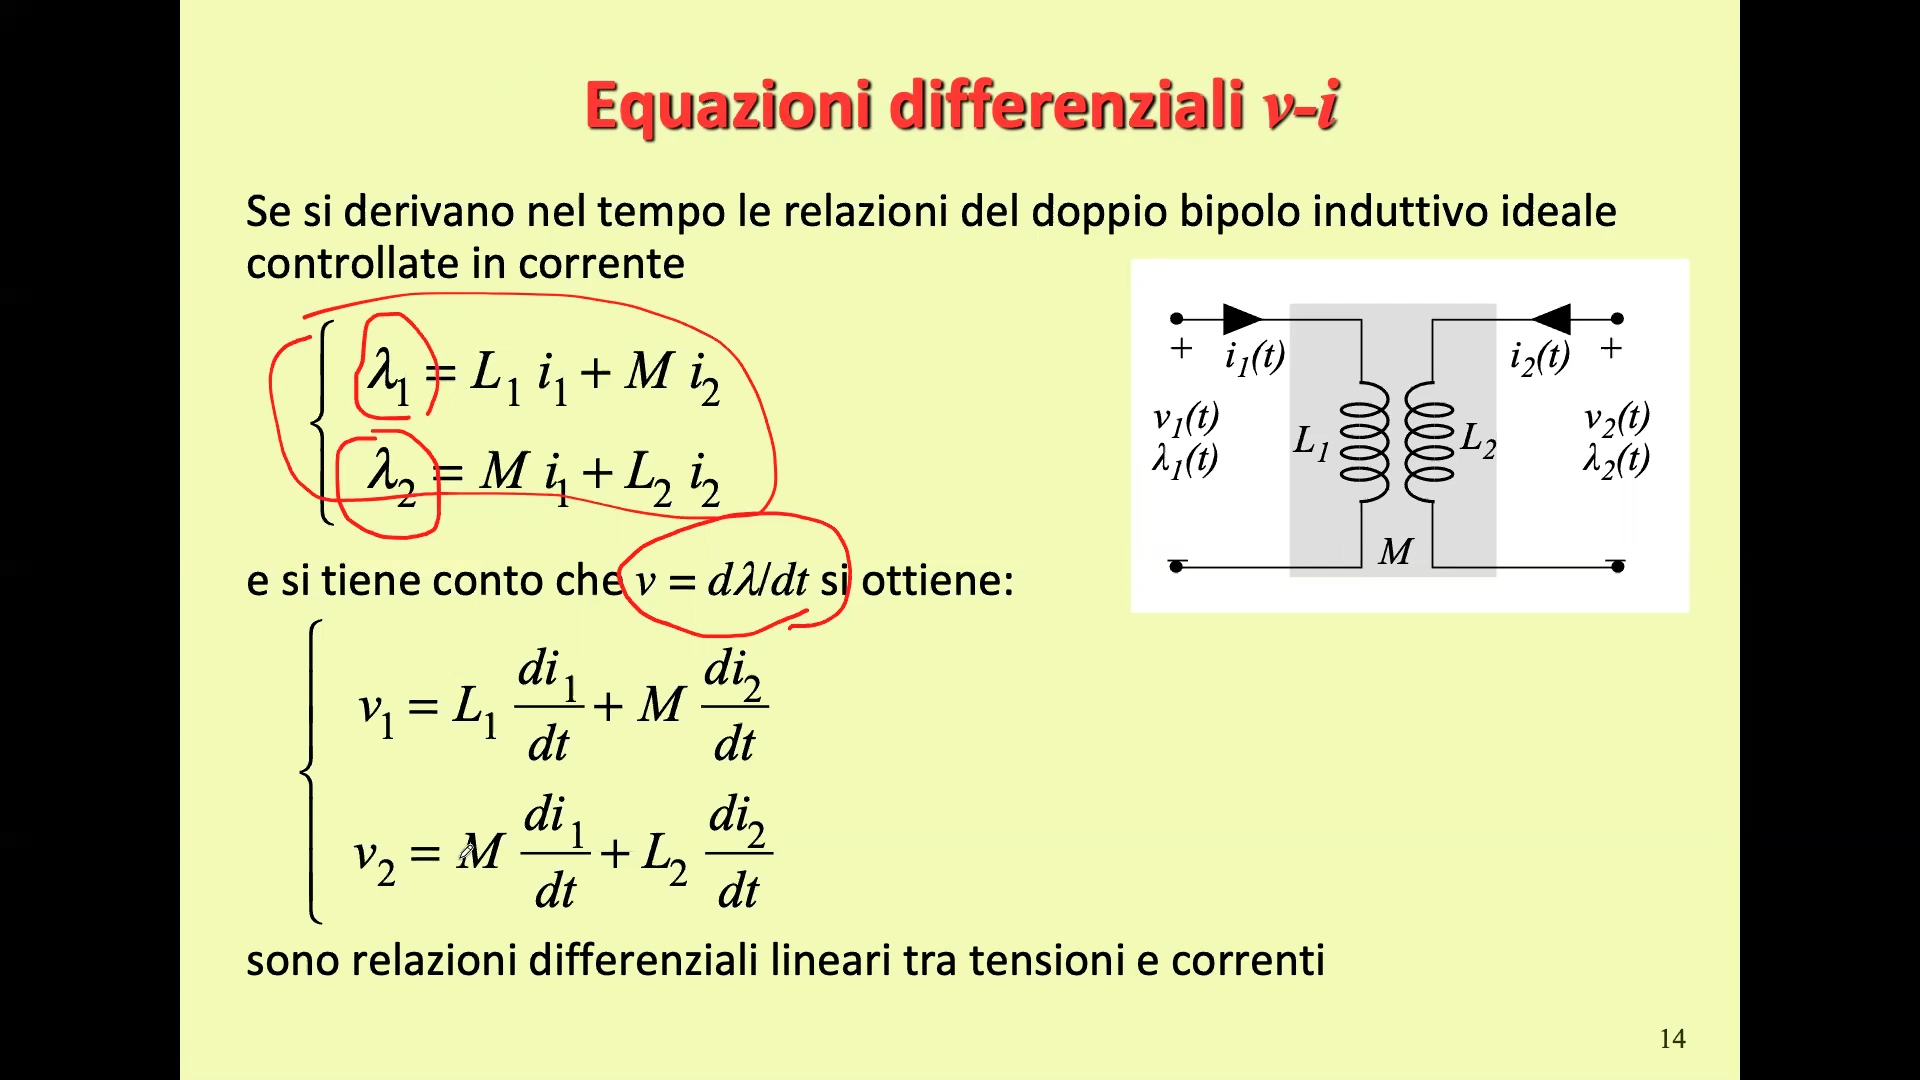 Equazioni differenziali v-i
Se si derivano nel tempo le relazioni del doppio bipolo induttivo ideale
controllate in corrente
λ₁ = L₁ i₁ + M i₂
λ₂ = M i₁ + L₂ i₂
e si tiene conto che v = dλ/dt si ottiene:
v₁ = L₁ di₁/dt + M di₂/dt
v₂ = M di₁/dt + L₂ di₂/dt
sono relazioni differenziali lineari tra tensioni e correnti
+ i₁(t) i₂(t) +
v₁(t) v₂(t)
λ₁(t) L₁ L₂ λ₂(t)
− M −
14